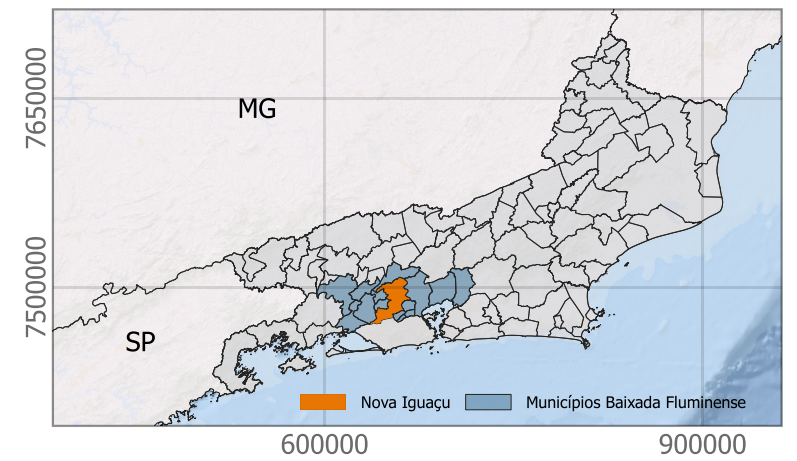 7650000
MG
7500000
SP
Nova Iguaçu
Municípios Baixada Fluminense
600000
900000